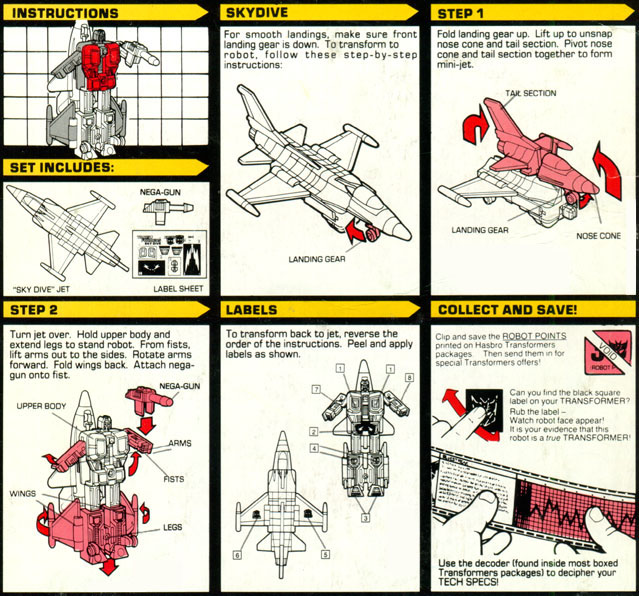 INSTRUCTIONS
SET INCLUDES:
NEGA-GUN
"SKY DIVE" JET
LABEL SHEET
SKYDIVE
For smooth landings, make sure front
landing gear is down. To transform to
robot, follow these step-by-step
instructions:
LANDING GEAR
STEP 1
Fold landing gear up. Lift up to unsnap
nose cone and tail section. Pivot nose
cone and tail section together to form
mini-jet.
TAIL SECTION
LANDING GEAR
NOSE CONE
STEP 2
Turn jet over. Hold upper body and
extend legs to stand robot. From fists,
lift arms out to the sides. Rotate arms
forward. Fold wings back. Attach nega-
gun onto fist.
NEGA-GUN
UPPER BODY
ARMS
FISTS
WINGS
LEGS
LABELS
To transform back to jet, reverse the
order of the instructions. Peel and apply
labels as shown.
1
1
7
8
2
4
3
6
5
COLLECT AND SAVE!
Clip and save the ROBOT POINTS
printed on Hasbro Transformers
packages. Then send them in for
special Transformers offers!
VOID
ROBOT P
Can you find the black square
label on your TRANSFORMER?
Rub the label –
Watch robot face appear!
It is your evidence that this
robot is a true TRANSFORMER!
Use the decoder (found inside most boxed
Transformers packages) to decipher your
TECH SPECS!